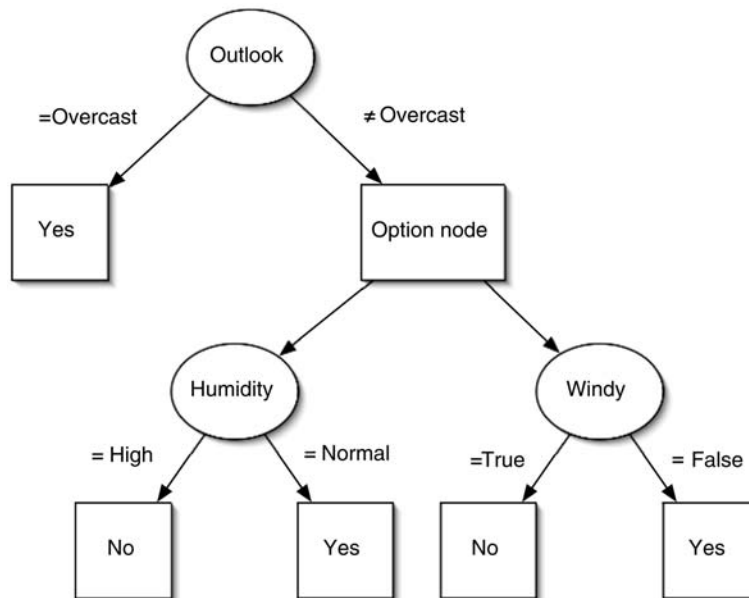 Outlook
=Overcast
≠ Overcast
Yes
Option node
Humidity
Windy
= High
= Normal
=True
= False
No
Yes
No
Yes